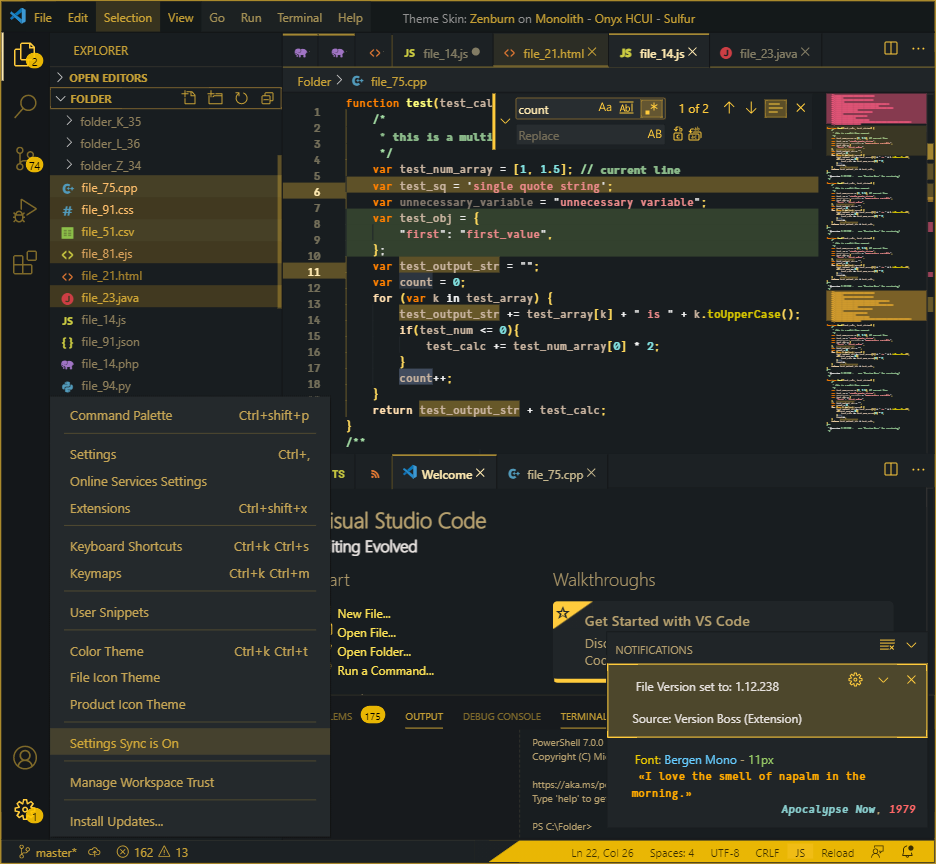 File Edit Selection View Go Run Terminal Help Theme Skin: Zenburn on Monolith - Onyx HCUI - Sulfur
2
74
EXPLORER
OPEN EDITORS
FOLDER
folder_K_35
folder_L_36
folder_Z_34
file_75.cpp
file_91.css
file_51.csv
file_81.ejs
file_21.html
file_23.java
file_14.js
file_91.json
file_14.php
file_94.py
JS file_14.js <> file_21.html JS file_14.js J file_23.java
Folder > file_75.cpp
count Aa Abl .* 1 of 2
Replace AB
1 function test(test_cal
2 /*
3 * this is a multi
4 */
5 var test_num_array = [1, 1.5]; // current line
6 var test_sq = 'single quote string';
7 var unnecessary_variable = "unnecessary variable";
8 var test_obj = {
9 "first": "first_value",
10 };
11 var test_output_str = "";
12 var count = 0;
13 for (var k in test_array) {
14 test_output_str += test_array[k] + " is " + k.toUpperCase();
15 if(test_num <= 0){
16 test_calc += test_num_array[0] * 2;
17 }
18 count++;
}
return test_output_str + test_calc;
}
/**
Command Palette Ctrl+shift+p
Settings Ctrl+,
Online Services Settings
Extensions Ctrl+shift+x
Keyboard Shortcuts Ctrl+k Ctrl+s
Keymaps Ctrl+k Ctrl+m
User Snippets
Color Theme Ctrl+k Ctrl+t
File Icon Theme
Product Icon Theme
Settings Sync is On
Manage Workspace Trust
Install Updates...
1
TS Welcome file_75.cpp
isual Studio Code
iting Evolved
art
New File...
Open File...
Open Folder...
Run a Command...
Walkthroughs
Get Started with VS Code
Disc
Coc
LEMS 175 OUTPUT DEBUG CONSOLE TERMINAL
PowerShell 7.0.0
Copyright (C) Mi
https://aka.ms/p
Type 'help' to ge
PS C:\Folder>
NOTIFICATIONS
File Version set to: 1.12.238
Source: Version Boss (Extension)
Font: Bergen Mono - 11px
«I love the smell of napalm in the
morning.»
Apocalypse Now, 1979
master* 162 13 Ln 22, Col 26 Spaces: 4 UTF-8 CRLF JS Reload